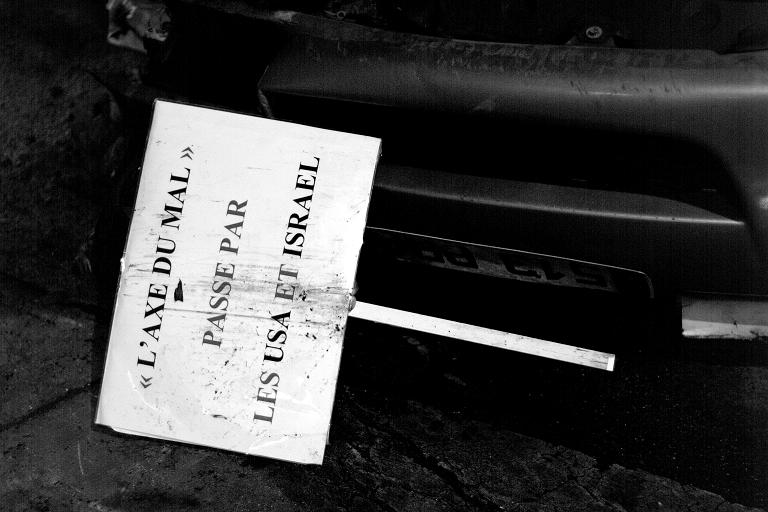 « L'AXE DU MAL »
PASSE PAR
LES USA ET ISRAEL